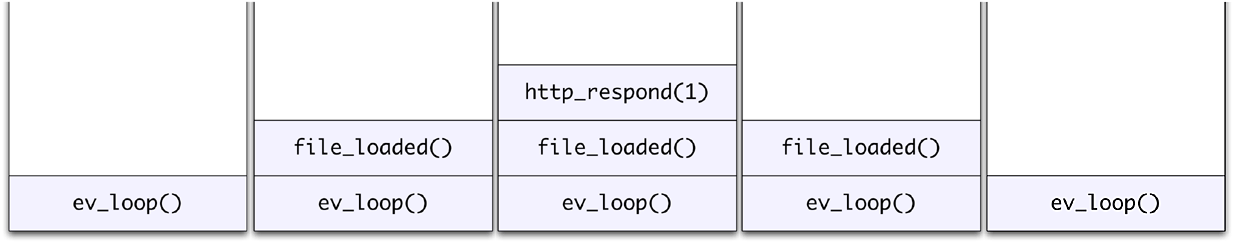 http_respond(1)
file_loaded() file_loaded() file_loaded()
ev_loop() ev_loop() ev_loop() ev_loop() ev_loop()